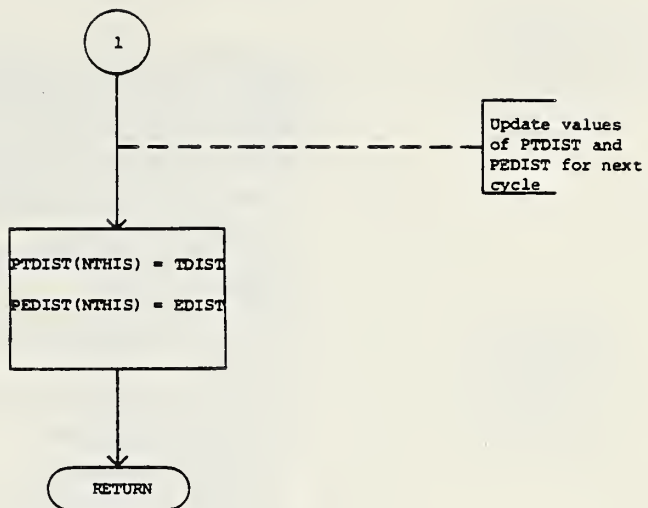 1
Update values
of PTDIST and
PEDIST for next
cycle
PTDIST(NTHIS) = TDIST
PEDIST(NTHIS) = EDIST
RETURN